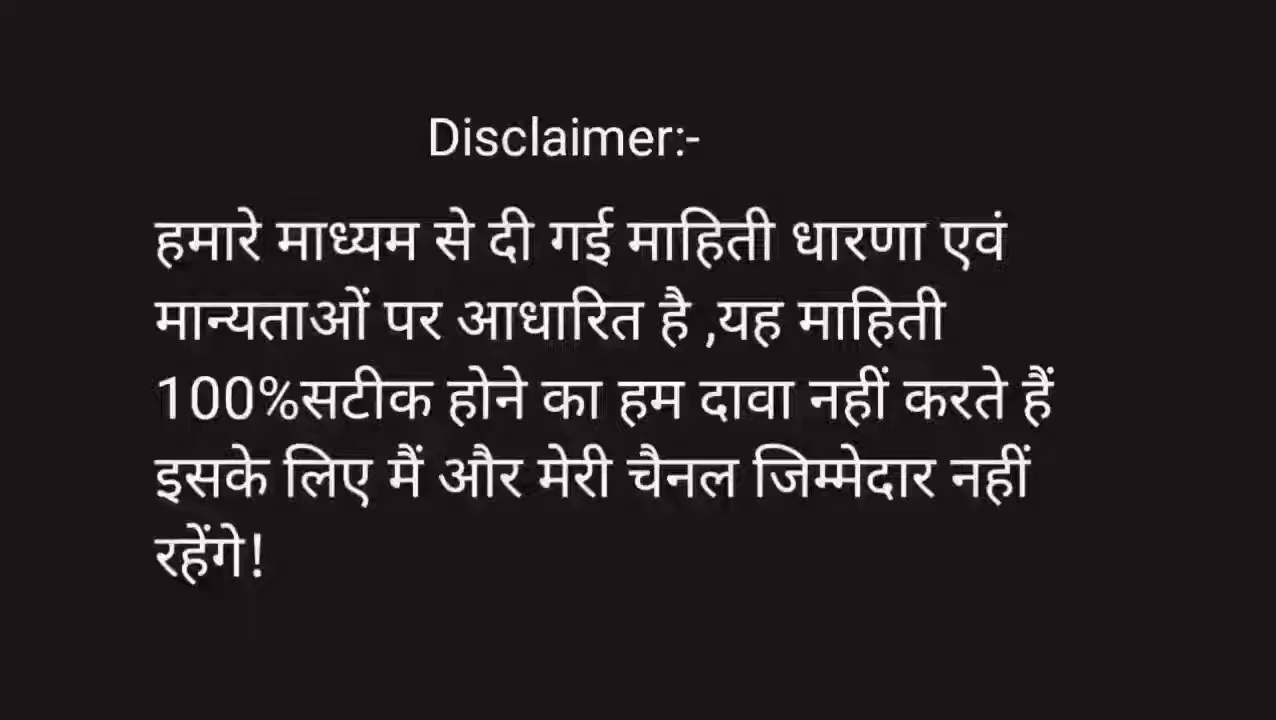 Disclaimer:-
हमारे माध्यम से दी गई माहिती धारणा एवं
मान्यताओं पर आधारित है ,यह माहिती
100%सटीक होने का हम दावा नहीं करते हैं
इसके लिए मैं और मेरी चैनल जिम्मेदार नहीं
रहेंगे!